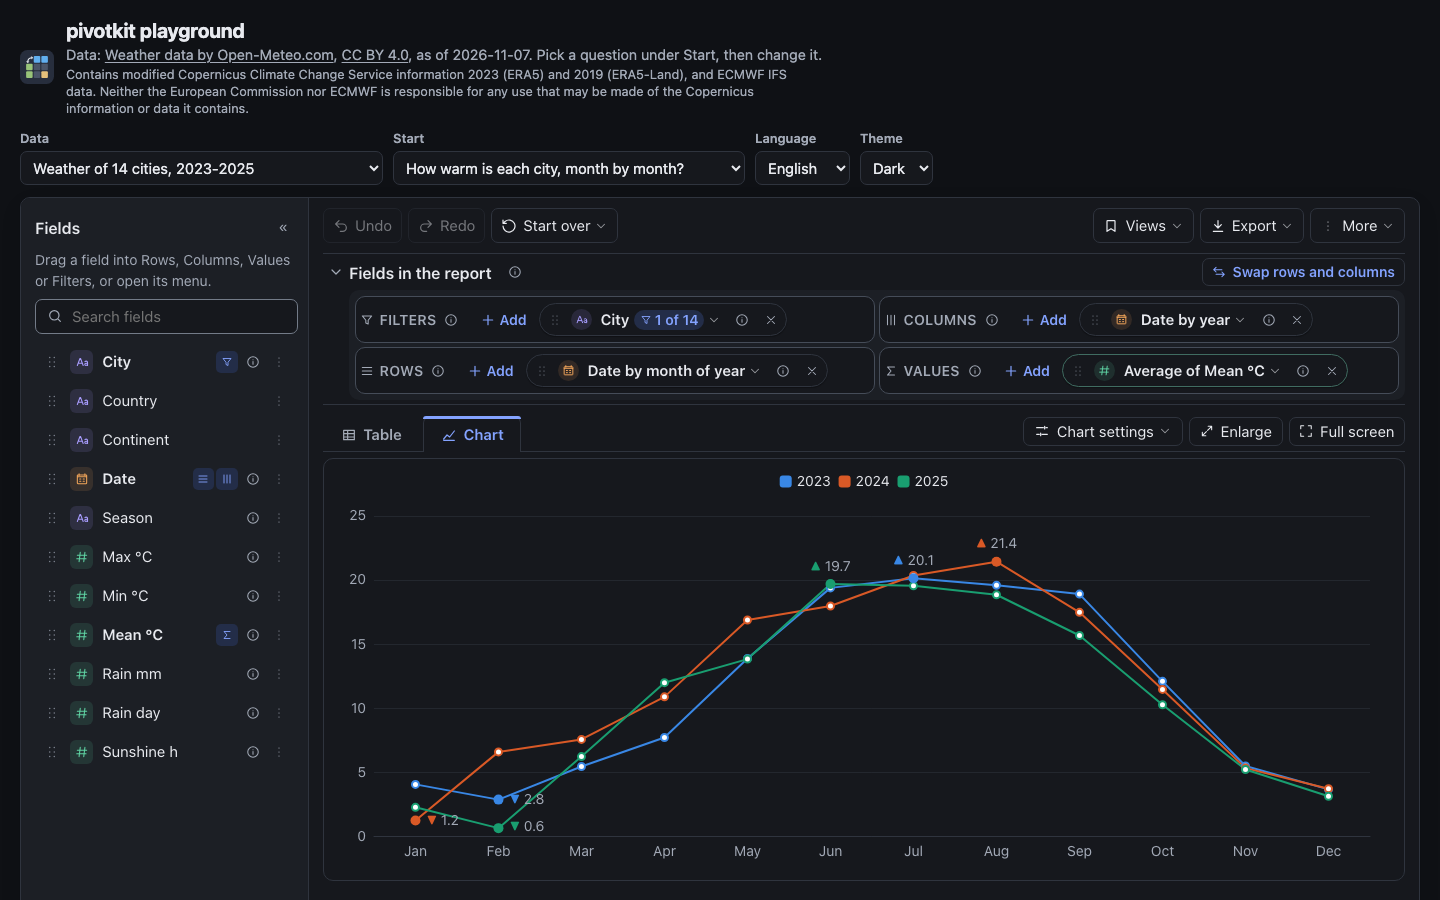 pivotkit playground
Data: Weather data by Open-Meteo.com, CC BY 4.0, as of 2026-11-07. Pick a question under Start, then change it.
Contains modified Copernicus Climate Change Service information 2023 (ERA5) and 2019 (ERA5-Land), and ECMWF IFS
data. Neither the European Commission nor ECMWF is responsible for any use that may be made of the Copernicus
information or data it contains.
Data
Start
Language
Theme
Weather of 14 cities, 2023-2025
How warm is each city, month by month?
English
Dark
Fields
«
Drag a field into Rows, Columns, Values
or Filters, or open its menu.
Search fields
Aa City
Aa Country
Aa Continent
Date
Aa Season
# Max °C
# Min °C
# Mean °C Σ
# Rain mm
# Rain day
# Sunshine h
Undo
Redo
Start over
Views
Export
More
Fields in the report
Swap rows and columns
FILTERS + Add Aa City 1 of 14
COLUMNS + Add Date by year
ROWS + Add Date by month of year
Σ VALUES + Add # Average of Mean °C
Table
Chart
Chart settings
Enlarge
Full screen
2023 2024 2025
25
20
15
10
5
0
▲ 19.7
▲ 20.1
▲ 21.4
▼ 1.2
▼ 2.8
▼ 0.6
Jan Feb Mar Apr May Jun Jul Aug Sep Oct Nov Dec